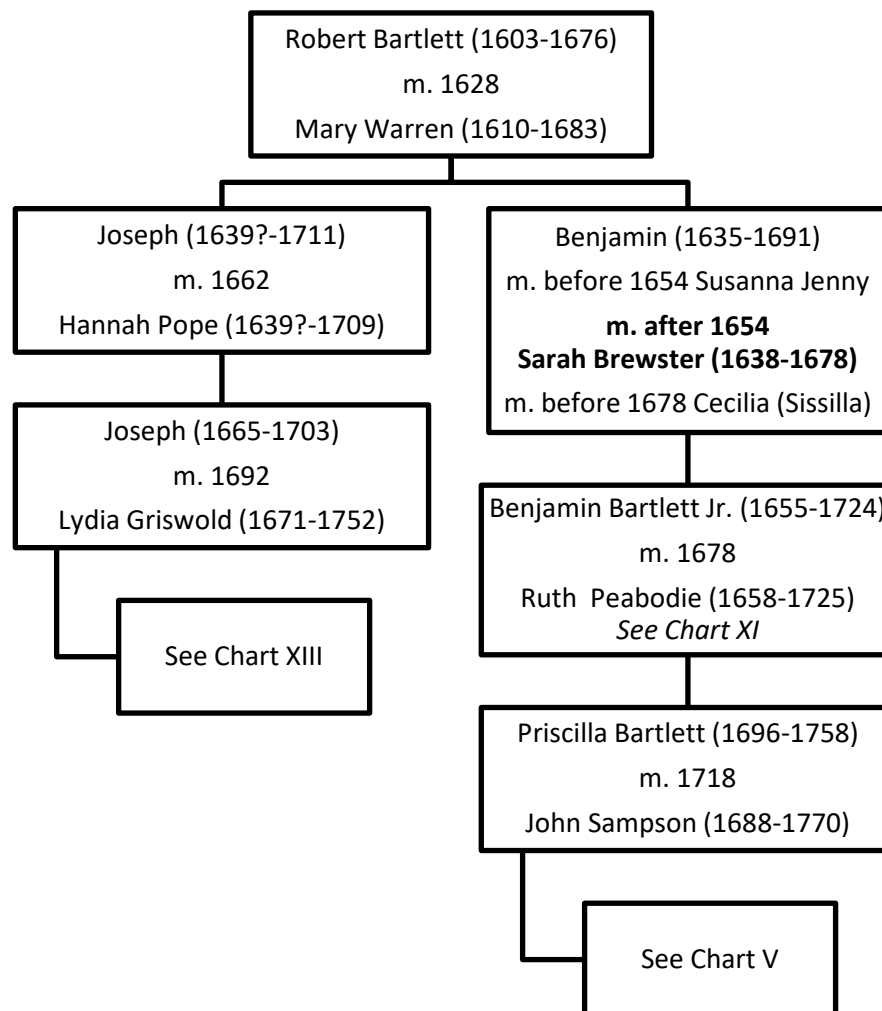 Robert Bartlett (1603-1676)
m. 1628
Mary Warren (1610-1683)
Joseph (1639?-1711)
m. 1662
Hannah Pope (1639?-1709)
Joseph (1665-1703)
m. 1692
Lydia Griswold (1671-1752)
See Chart XIII
Benjamin (1635-1691)
m. before 1654 Susanna Jenny
m. after 1654
Sarah Brewster (1638-1678)
m. before 1678 Cecilia (Sissilla)
Benjamin Bartlett Jr. (1655-1724)
m. 1678
Ruth Peabodie (1658-1725)
See Chart XI
Priscilla Bartlett (1696-1758)
m. 1718
John Sampson (1688-1770)
See Chart V